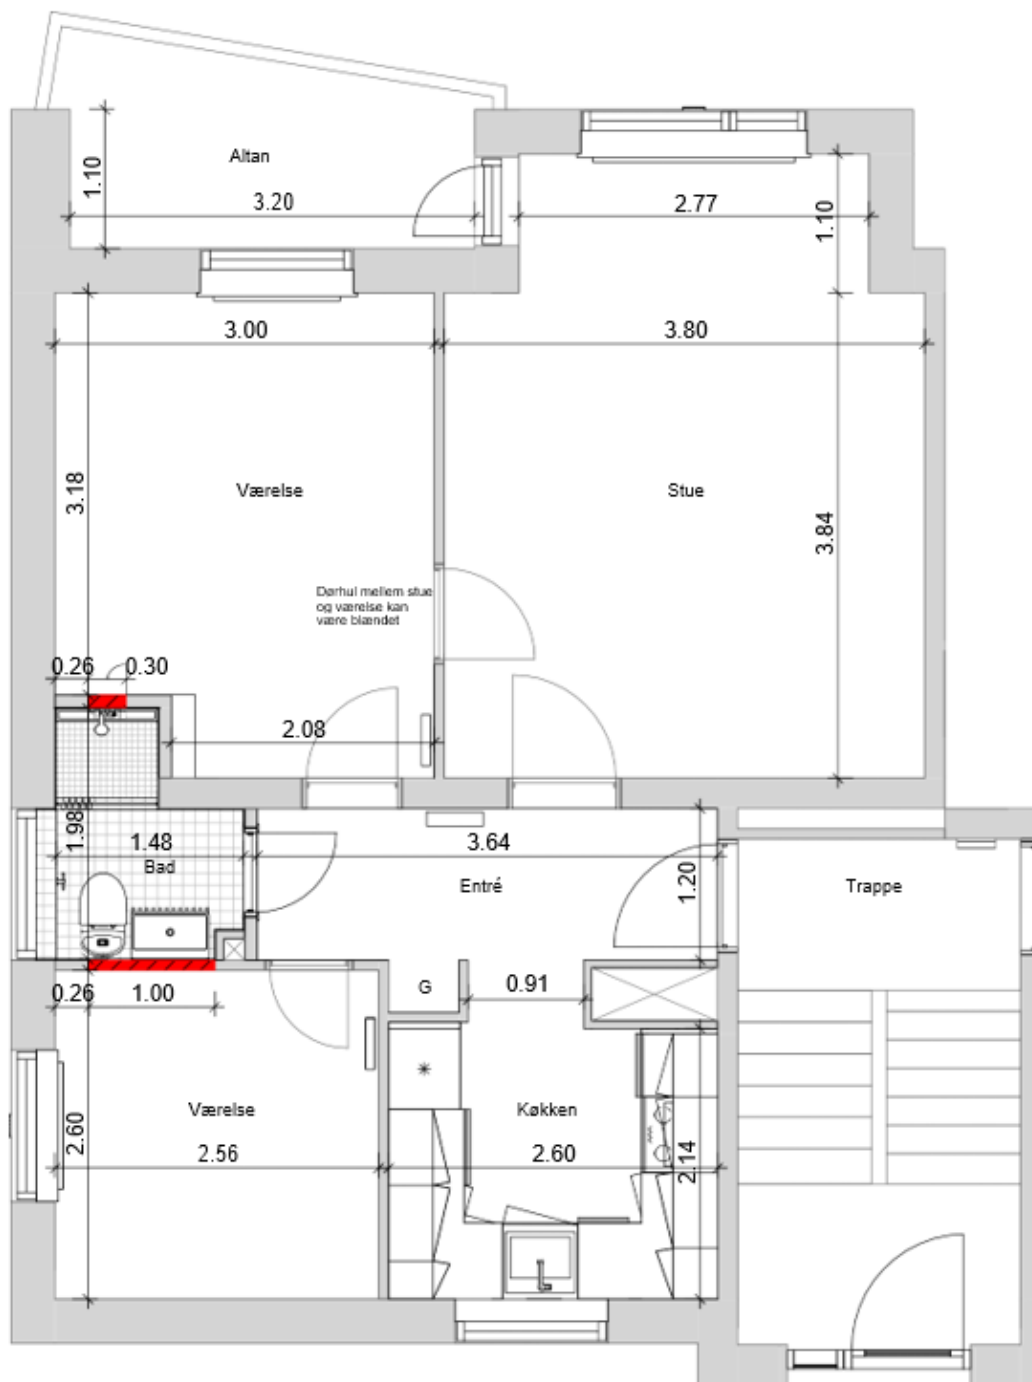 Altan
1.10
3.20
2.77
1.10
3.00
3.80
3.18
Værelse
Stue
3.84
Dørhul mellem stue
og værelse kan
være blændet
0.26
0.30
2.08
1.98
1.48
Bad
3.64
Entré
1.20
Trappe
0.26
1.00
G
0.91
Værelse
Køkken
2.60
2.56
2.60
2.14